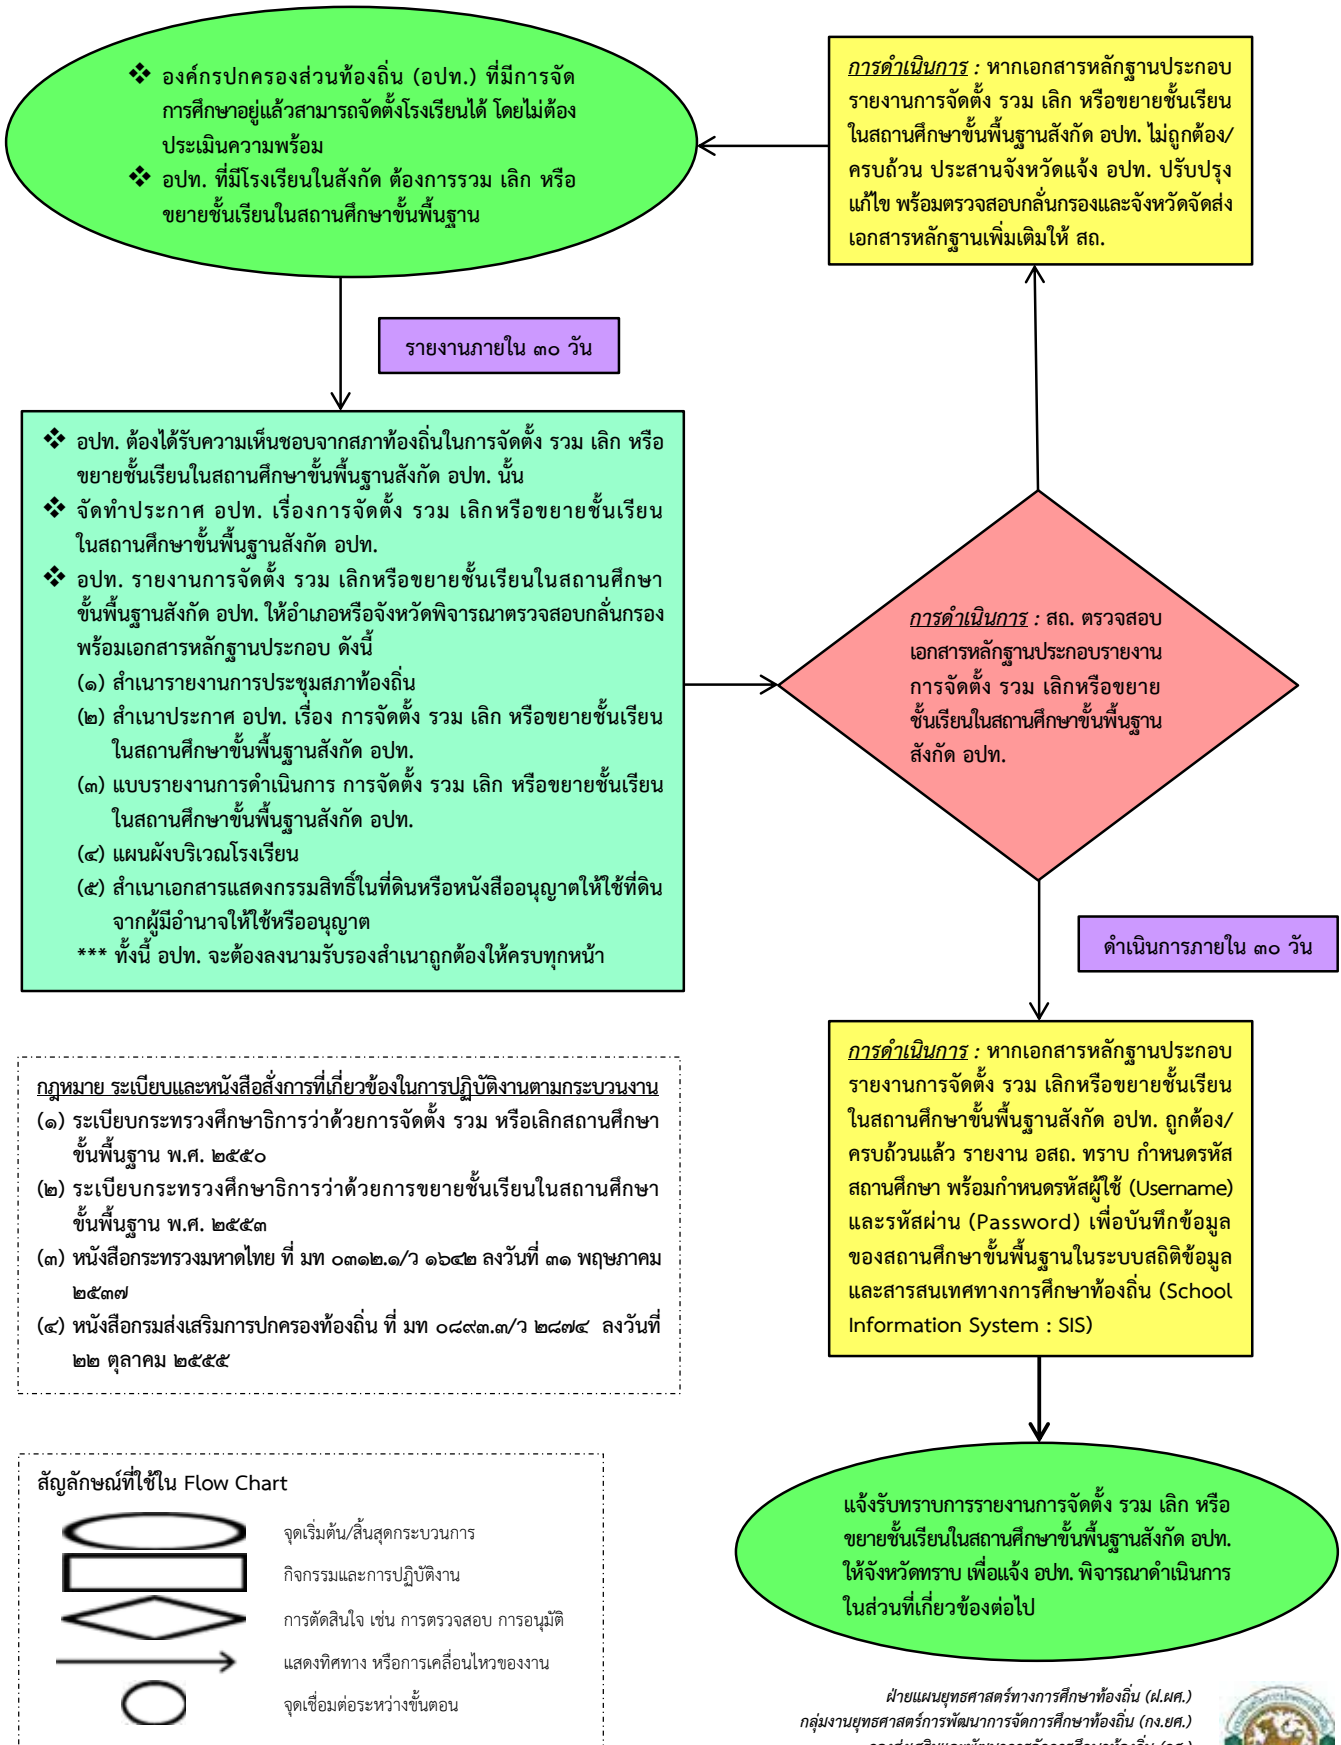 ❖ องค์กรปกครองส่วนท้องถิ่น (อปท.) ที่มีการจัด
การศึกษาอยู่แล้วสามารถจัดตั้งโรงเรียนได้ โดยไม่ต้อง
ประเมินความพร้อม
❖ อปท. ที่มีโรงเรียนในสังกัด ต้องการรวม เลิก หรือ
ขยายชั้นเรียนในสถานศึกษาขั้นพื้นฐาน
การดำเนินการ : หากเอกสารหลักฐานประกอบ
รายงานการจัดตั้ง รวม เลิก หรือขยายชั้นเรียน
ในสถานศึกษาขั้นพื้นฐานสังกัด อปท. ไม่ถูกต้อง/
ครบถ้วน ประสานจังหวัดแจ้ง อปท. ปรับปรุง
แก้ไข พร้อมตรวจสอบกลั่นกรองและจังหวัดจัดส่ง
เอกสารหลักฐานเพิ่มเติมให้ สถ.
รายงานภายใน ๓๐ วัน
❖ อปท. ต้องได้รับความเห็นชอบจากสภาท้องถิ่นในการจัดตั้ง รวม เลิก หรือ
ขยายชั้นเรียนในสถานศึกษาขั้นพื้นฐานสังกัด อปท. นั้น
❖ จัดทำประกาศ อปท. เรื่องการจัดตั้ง รวม เลิกหรือขยายชั้นเรียน
ในสถานศึกษาขั้นพื้นฐานสังกัด อปท.
❖ อปท. รายงานการจัดตั้ง รวม เลิกหรือขยายชั้นเรียนในสถานศึกษา
ขั้นพื้นฐานสังกัด อปท. ให้อำเภอหรือจังหวัดพิจารณาตรวจสอบกลั่นกรอง
พร้อมเอกสารหลักฐานประกอบ ดังนี้
(๑) สำเนารายงานการประชุมสภาท้องถิ่น
(๒) สำเนาประกาศ อปท. เรื่อง การจัดตั้ง รวม เลิก หรือขยายชั้นเรียน
ในสถานศึกษาขั้นพื้นฐานสังกัด อปท.
(๓) แบบรายงานการดำเนินการ การจัดตั้ง รวม เลิก หรือขยายชั้นเรียน
ในสถานศึกษาขั้นพื้นฐานสังกัด อปท.
(๔) แผนผังบริเวณโรงเรียน
(๕) สำเนาเอกสารแสดงกรรมสิทธิ์ในที่ดินหรือหนังสืออนุญาตให้ใช้ที่ดิน
จากผู้มีอำนาจให้ใช้หรืออนุญาต
*** ทั้งนี้ อปท. จะต้องลงนามรับรองสำเนาถูกต้องให้ครบทุกหน้า
การดำเนินการ : สถ. ตรวจสอบ
เอกสารหลักฐานประกอบรายงาน
การจัดตั้ง รวม เลิกหรือขยาย
ชั้นเรียนในสถานศึกษาขั้นพื้นฐาน
สังกัด อปท.
ดำเนินการภายใน ๓๐ วัน
การดำเนินการ : หากเอกสารหลักฐานประกอบ
รายงานการจัดตั้ง รวม เลิกหรือขยายชั้นเรียน
ในสถานศึกษาขั้นพื้นฐานสังกัด อปท. ถูกต้อง/
ครบถ้วนแล้ว รายงาน อสถ. ทราบ กำหนดรหัส
สถานศึกษา พร้อมกำหนดรหัสผู้ใช้ (Username)
และรหัสผ่าน (Password) เพื่อบันทึกข้อมูล
ของสถานศึกษาขั้นพื้นฐานในระบบสถิติข้อมูล
และสารสนเทศทางการศึกษาท้องถิ่น (School
Information System : SIS)
กฎหมาย ระเบียบและหนังสือสั่งการที่เกี่ยวข้องในการปฏิบัติงานตามกระบวนงาน
(๑) ระเบียบกระทรวงศึกษาธิการว่าด้วยการจัดตั้ง รวม หรือเลิกสถานศึกษา
ขั้นพื้นฐาน พ.ศ. ๒๕๕๐
(๒) ระเบียบกระทรวงศึกษาธิการว่าด้วยการขยายชั้นเรียนในสถานศึกษา
ขั้นพื้นฐาน พ.ศ. ๒๕๕๓
(๓) หนังสือกระทรวงมหาดไทย ที่ มท ๐๓๑๒.๑/ว ๑๖๔๒ ลงวันที่ ๓๑ พฤษภาคม
๒๕๓๗
(๔) หนังสือกรมส่งเสริมการปกครองท้องถิ่น ที่ มท ๐๘๙๓.๓/ว ๒๘๗๔ ลงวันที่
๒๒ ตุลาคม ๒๕๕๕
สัญลักษณ์ที่ใช้ใน Flow Chart
จุดเริ่มต้น/สิ้นสุดกระบวนการ
กิจกรรมและการปฏิบัติงาน
การตัดสินใจ เช่น การตรวจสอบ การอนุมัติ
แสดงทิศทาง หรือการเคลื่อนไหวของงาน
จุดเชื่อมต่อระหว่างขั้นตอน
แจ้งรับทราบการรายงานการจัดตั้ง รวม เลิก หรือ
ขยายชั้นเรียนในสถานศึกษาขั้นพื้นฐานสังกัด อปท.
ให้จังหวัดทราบ เพื่อแจ้ง อปท. พิจารณาดำเนินการ
ในส่วนที่เกี่ยวข้องต่อไป
ฝ่ายแผนยุทธศาสตร์ทางการศึกษาท้องถิ่น (ฝ.ผศ.)
กลุ่มงานยุทธศาสตร์การพัฒนาการจัดการศึกษาท้องถิ่น (กง.ยศ.)